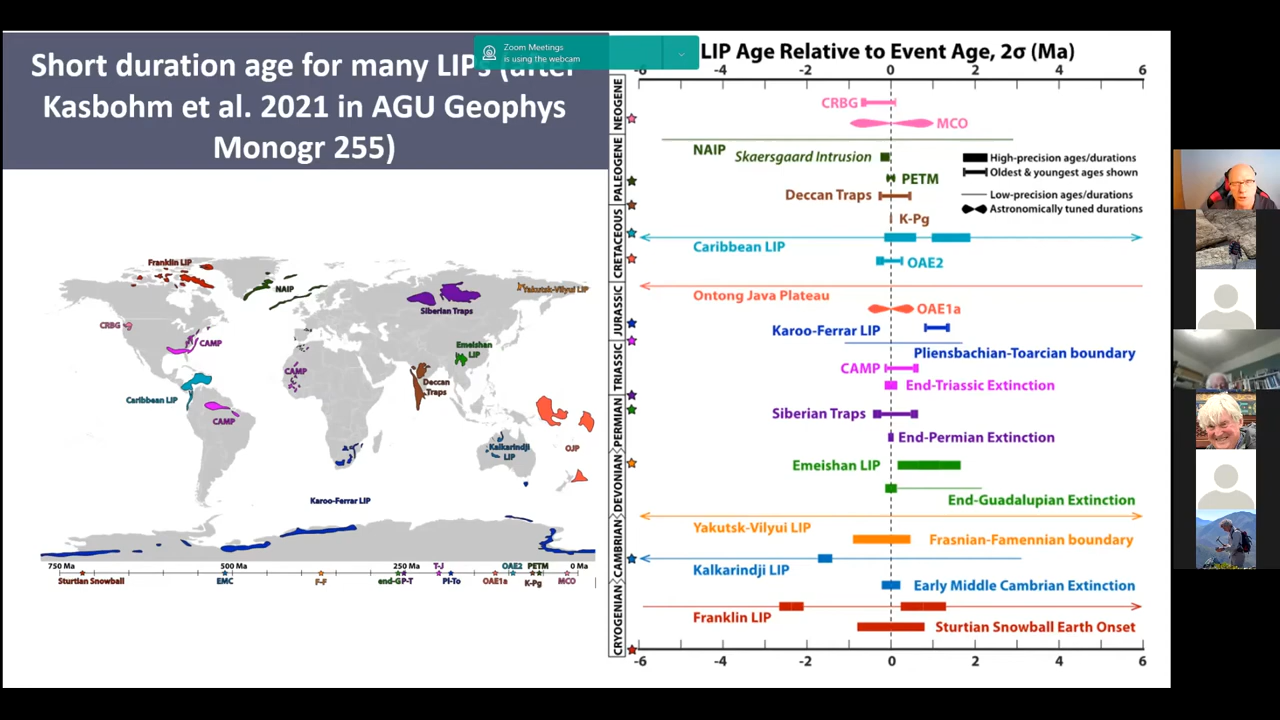 Short duration age for many LIPs (after
Kasbohm et al. 2021 in AGU Geophys
Monogr 255)
Zoom Meetings
is using the webcam
Franklin LIP
NAIP
Yakutsk-Vilyui LIP
Siberian Traps
CRBG
CAMP
Emeishan
LIP
CAMP
Deccan
Traps
Caribbean LIP
CAMP
Kalkarindji
LIP
OJP
Karoo-Ferrar LIP
750 Ma
500 Ma
250 Ma
T-J
OAE2
PETM
0 Ma
Sturtian Snowball
EMC
F-F
end-G
P-T
Pl-To
OAE1a
K-Pg
MCO
LIP Age Relative to Event Age, 2σ (Ma)
-6 -4 -2 0 2 4 6
NEOGENE
PALEOGENE
CRETACEOUS
JURASSIC
TRIASSIC
PERMIAN
DEVONIAN
CAMBRIAN
CRYOGENIAN
CRBG
MCO
NAIP
Skaersgaard Intrusion
PETM
Deccan Traps
K-Pg
High-precision ages/durations
Oldest & youngest ages shown
Low-precision ages/durations
Astronomically tuned durations
Caribbean LIP
OAE2
Ontong Java Plateau
OAE1a
Karoo-Ferrar LIP
Pliensbachian-Toarcian boundary
CAMP
End-Triassic Extinction
Siberian Traps
End-Permian Extinction
Emeishan LIP
End-Guadalupian Extinction
Yakutsk-Vilyui LIP
Frasnian-Famennian boundary
Kalkarindji LIP
Early Middle Cambrian Extinction
Franklin LIP
Sturtian Snowball Earth Onset
-6 -4 -2 0 2 4 6